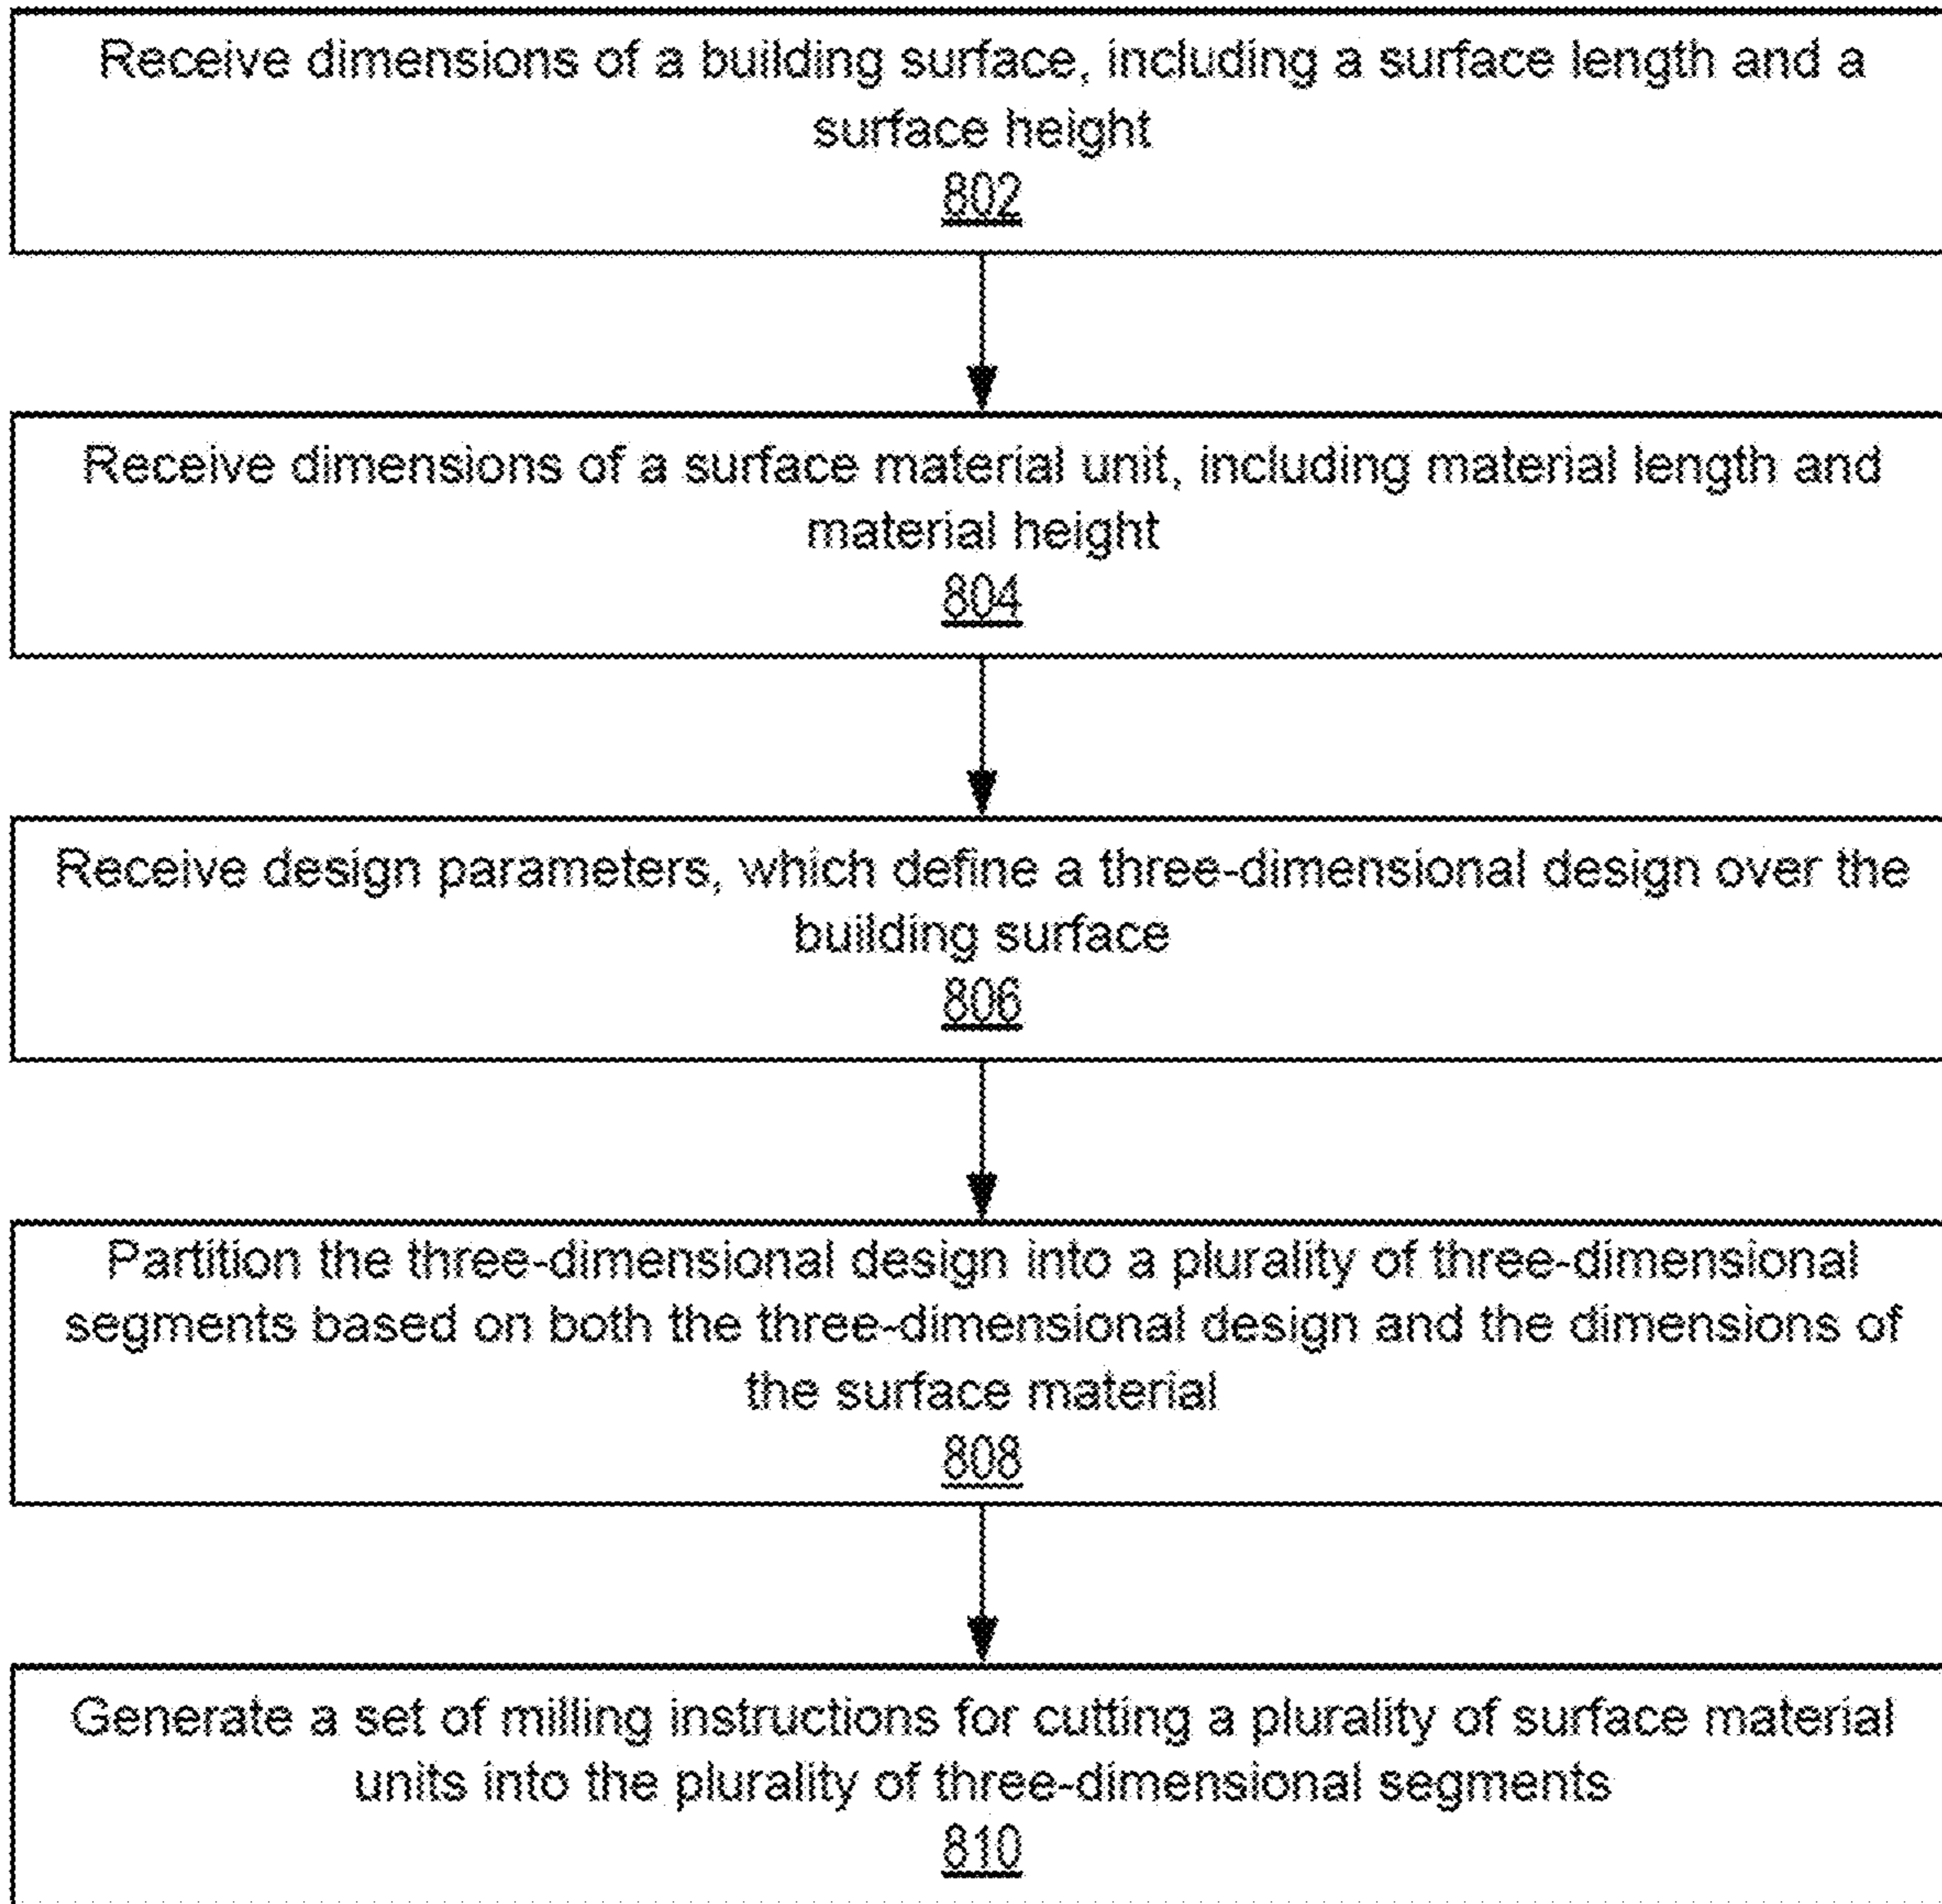 Receive dimensions of a building surface, including a surface length and a
surface height
802
Receive dimensions of a surface material unit, including material length and
material height
804
Receive design parameters, which define a three-dimensional design over the
building surface
806
Partition the three-dimensional design into a plurality of three-dimensional
segments based on both the three-dimensional design and the dimensions of
the surface material
808
Generate a set of milling instructions for cutting a plurality of surface material
units into the plurality of three-dimensional segments
810